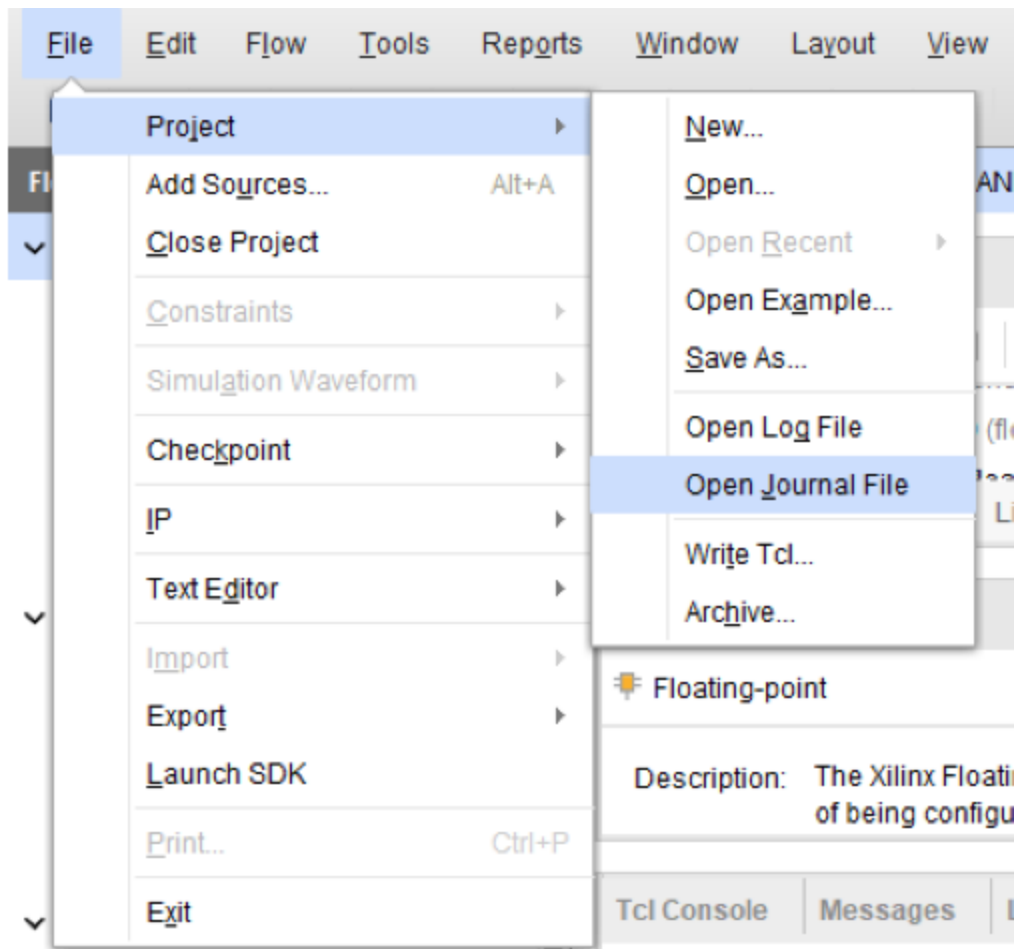 File Edit Flow Tools Reports Window Layout View
Project
Add Sources... Alt+A
Close Project
Constraints
Simulation Waveform
Checkpoint
IP
Text Editor
Import
Export
Launch SDK
Print... Ctrl+P
Exit
New...
Open...
Open Recent
Open Example...
Save As...
Open Log File
Open Journal File
Write Tcl...
Archive...
Floating-point
Description: The Xilinx
of being
Tcl Console Messages